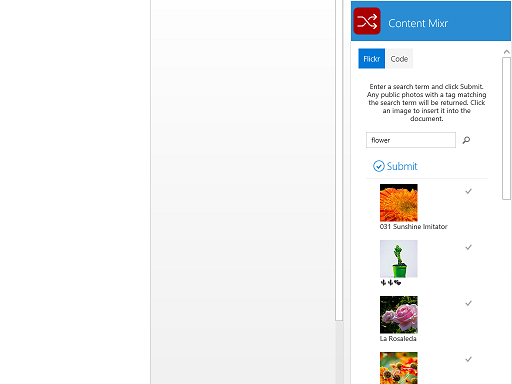 Content Mixr
Flickr
Code
Enter a search term and click Submit.
Any public photos with a tag matching
the search term will be returned. Click
an image to insert it into the
document.
flower
Submit
031 Sunshine Imitator
La Rosaleda